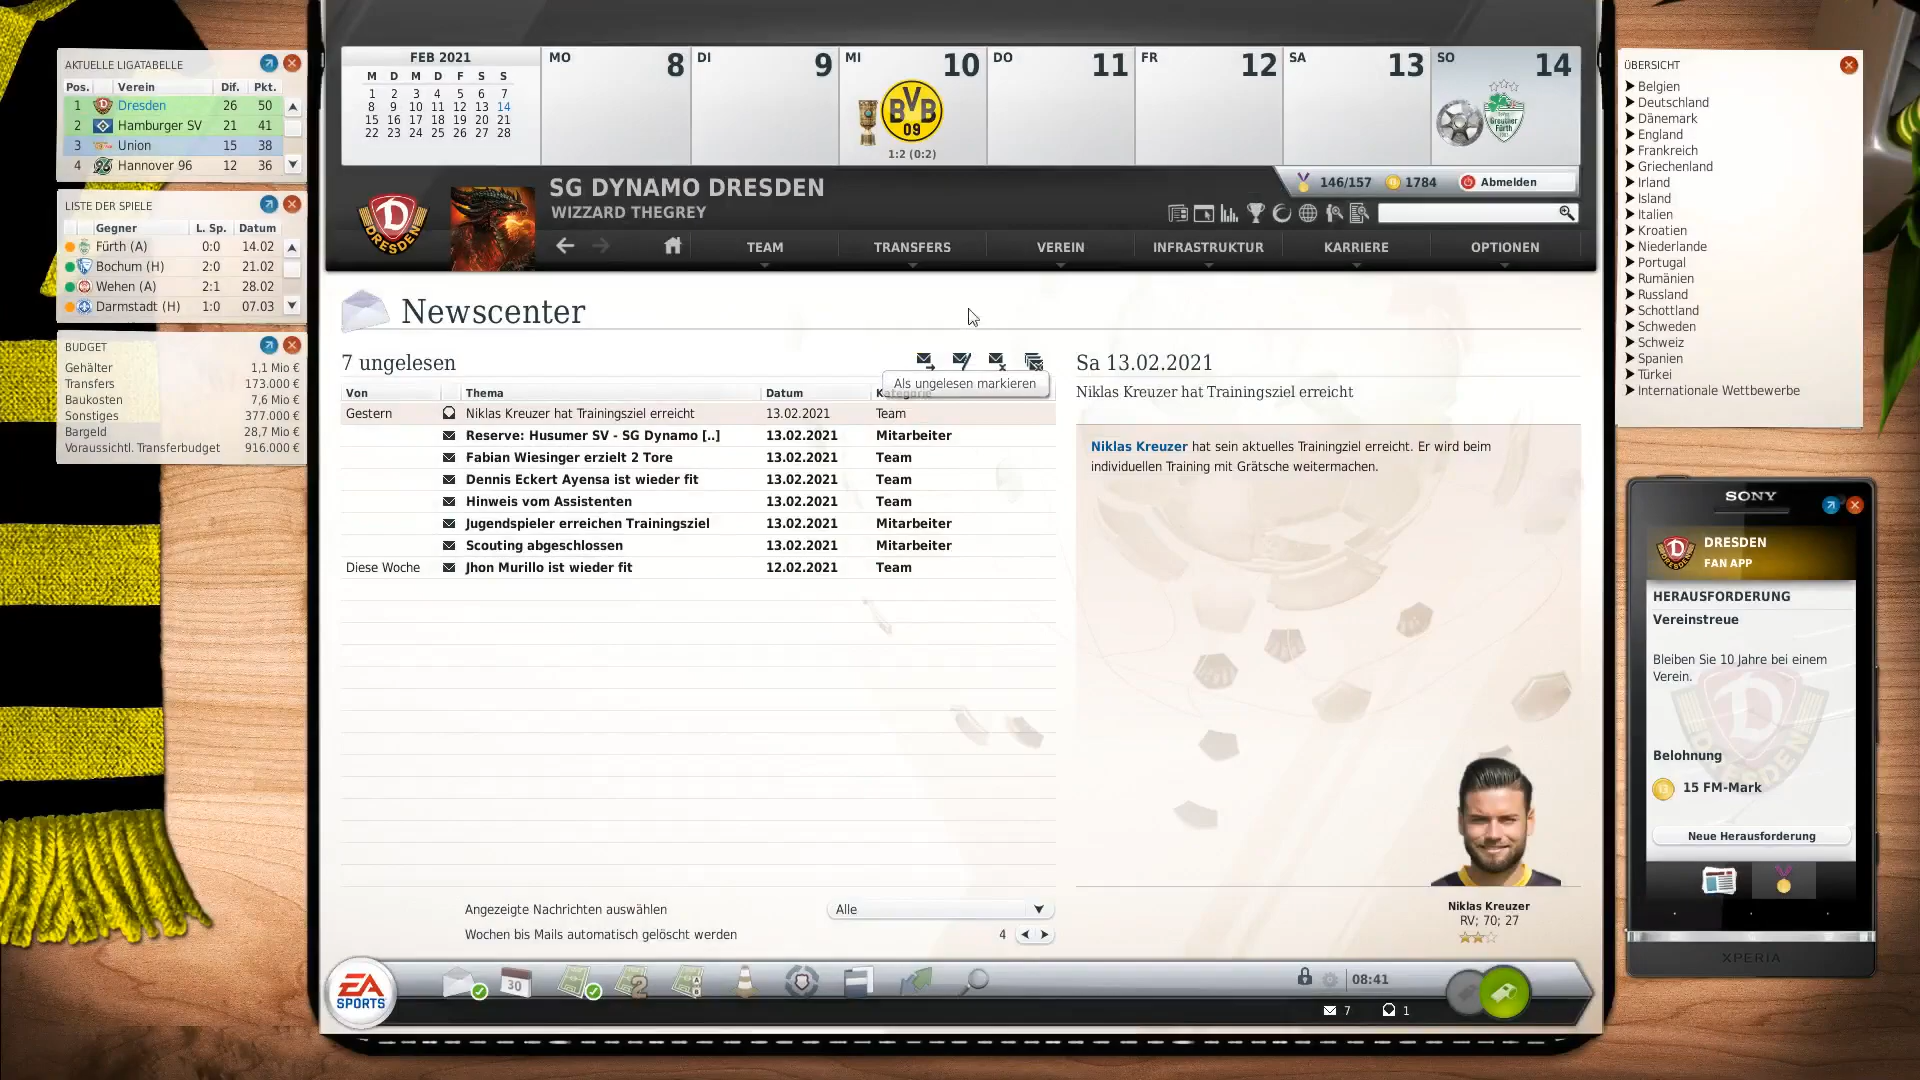 AKTUELLE LIGATABELLE
Pos. Verein Dif. Pkt.
1 Dresden 26 50
2 Hamburger SV 21 41
3 Union 15 38
4 Hannover 96 12 36
LISTE DER SPIELE
Gegner L. Sp. Datum
Fürth (A) 0:0 14.02
Bochum (H) 2:0 21.02
Wehen (A) 2:1 28.02
Darmstadt (H) 1:0 07.03
BUDGET
Gehälter 1,1 Mio €
Transfers 173.000 €
Baukosten 7,6 Mio €
Sonstiges 377.000 €
Bargeld 28,7 Mio €
Voraussichtl. Transferbudget 916.000 €
FEB 2021
M D M D F S S
1 2 3 4 5 6 7
8 9 10 11 12 13 14
15 16 17 18 19 20 21
22 23 24 25 26 27 28
MO 8 DI 9 MI 10 DO 11 FR 12 SA 13 SO 14
BVB
09
1:2 (0:2)
Greuther
Fürth
SG DYNAMO DRESDEN
WIZZARD THEGREY
146/157 1784 Abmelden
D
DRESDEN
TEAM TRANSFERS VEREIN INFRASTRUKTUR KARRIERE OPTIONEN
Newscenter
7 ungelesen
Als ungelesen markieren
Von Thema Datum Kategorie
Gestern Niklas Kreuzer hat Trainingsziel erreicht 13.02.2021 Team
Reserve: Husumer SV - SG Dynamo [..] 13.02.2021 Mitarbeiter
Fabian Wiesinger erzielt 2 Tore 13.02.2021 Team
Dennis Eckert Ayensa ist wieder fit 13.02.2021 Team
Hinweis vom Assistenten 13.02.2021 Team
Jugendspieler erreichen Trainingsziel 13.02.2021 Mitarbeiter
Scouting abgeschlossen 13.02.2021 Mitarbeiter
Diese Woche Jhon Murillo ist wieder fit 12.02.2021 Team
Angezeigte Nachrichten auswählen Alle
Wochen bis Mails automatisch gelöscht werden 4
Sa 13.02.2021
Niklas Kreuzer hat Trainingsziel erreicht
Niklas Kreuzer hat sein aktuelles Trainingziel erreicht. Er wird beim
individuellen Training mit Grätsche weitermachen.
Niklas Kreuzer
RV; 70; 27
EA
SPORTS
30
2
08:41
7 1
ÜBERSICHT
Belgien
Deutschland
Dänemark
England
Frankreich
Griechenland
Irland
Island
Italien
Kroatien
Niederlande
Portugal
Rumänien
Russland
Schottland
Schweden
Schweiz
Spanien
Türkei
Internationale Wettbewerbe
SONY
DRESDEN
FAN APP
HERAUSFORDERUNG
Vereinstreue
Bleiben Sie 10 Jahre bei einem
Verein.
Belohnung
15 FM-Mark
Neue Herausforderung
XPERIA